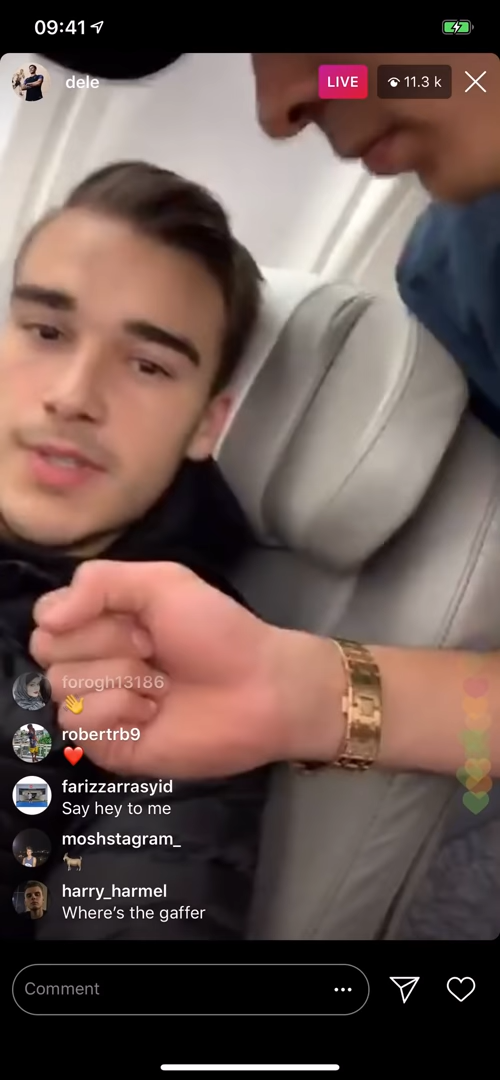 09:41
dele
LIVE
11.3 k
forogh13186
👋
robertrb9
❤️
farizzarrasyid
Say hey to me
moshstagram_
🐐
harry_harmel
Where's the gaffer
Comment